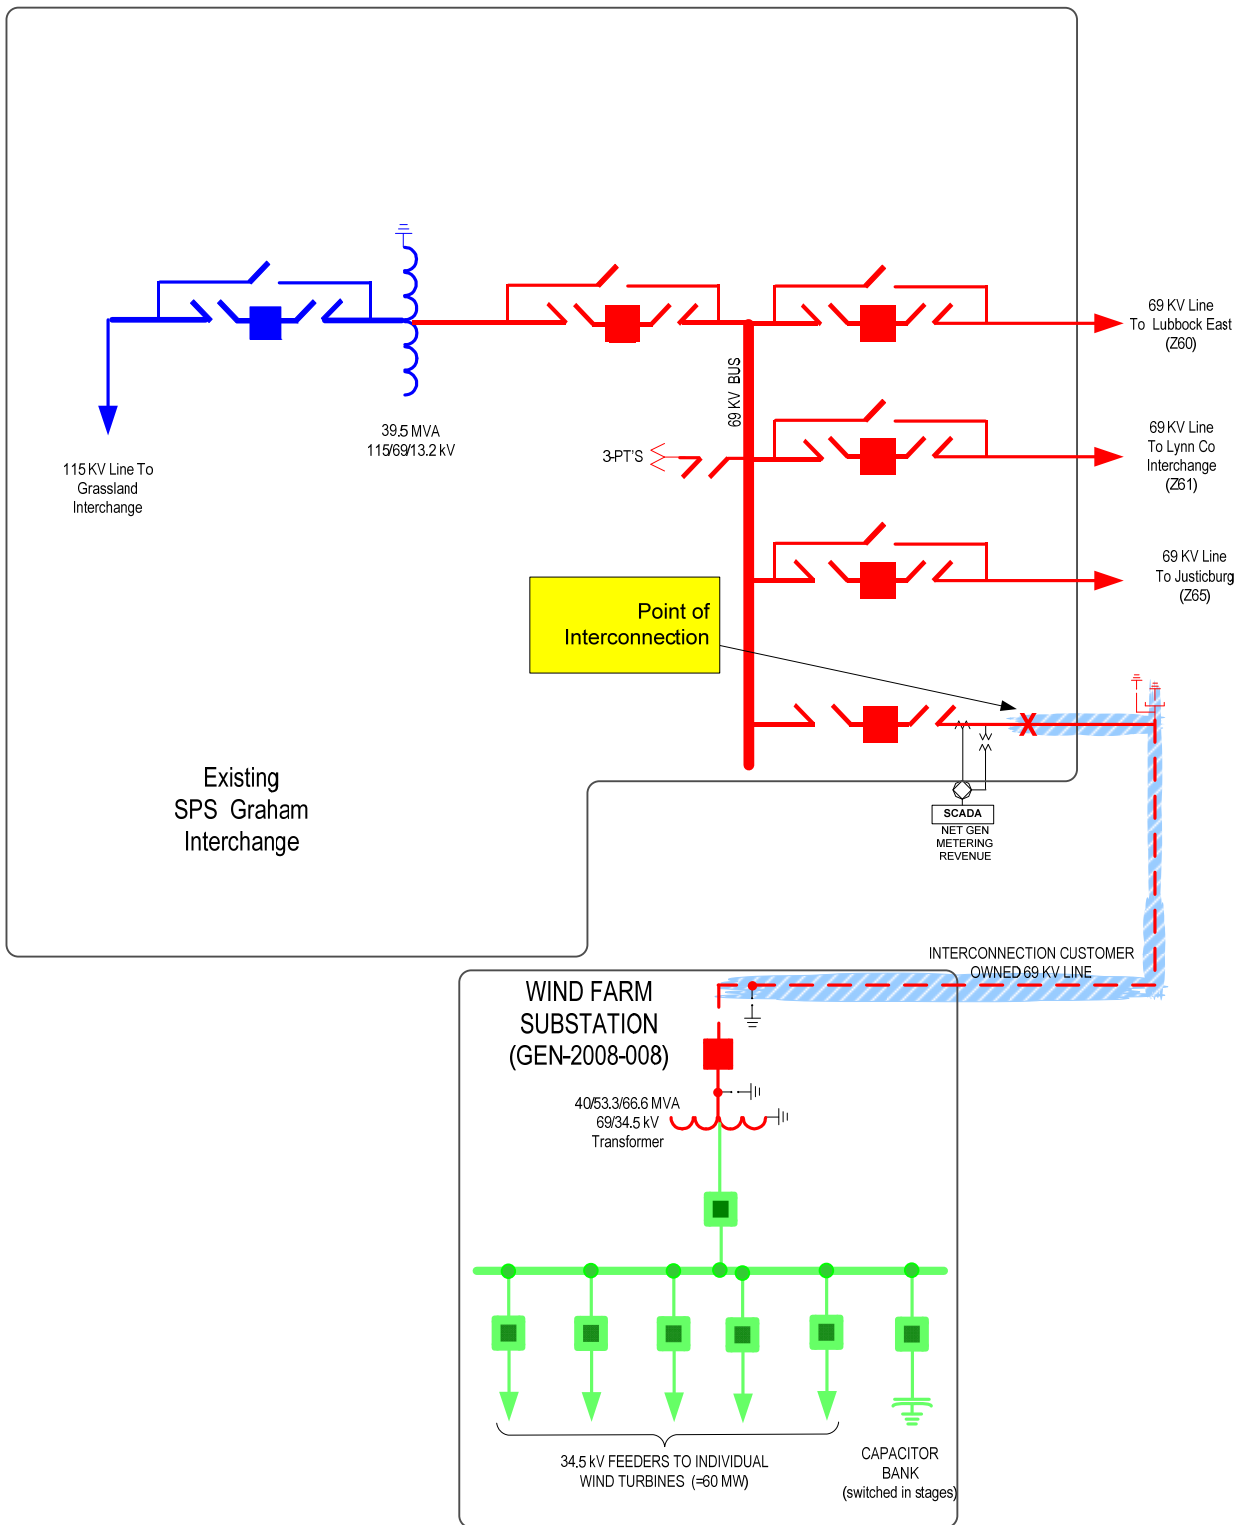 69 KV Line
To Lubbock East
(Z60)
39.5 MVA
115/69/13.2 kV
69 KV BUS
3-PT'S
69 KV Line
To Lynn Co
Interchange
(Z61)
115 KV Line To
Grassland
Interchange
69 KV Line
To Justicburg
(Z65)
Point of
Interconnection
Existing
SPS Graham
Interchange
X
SCADA
NET GEN
METERING
REVENUE
INTERCONNECTION CUSTOMER
OWNED 69 KV LINE
WIND FARM
SUBSTATION
(GEN-2008-008)
40/53.3/66.6 MVA
69/34.5 kV
Transformer
34.5 kV FEEDERS TO INDIVIDUAL
WIND TURBINES (=60 MW)
CAPACITOR
BANK
(switched in stages)